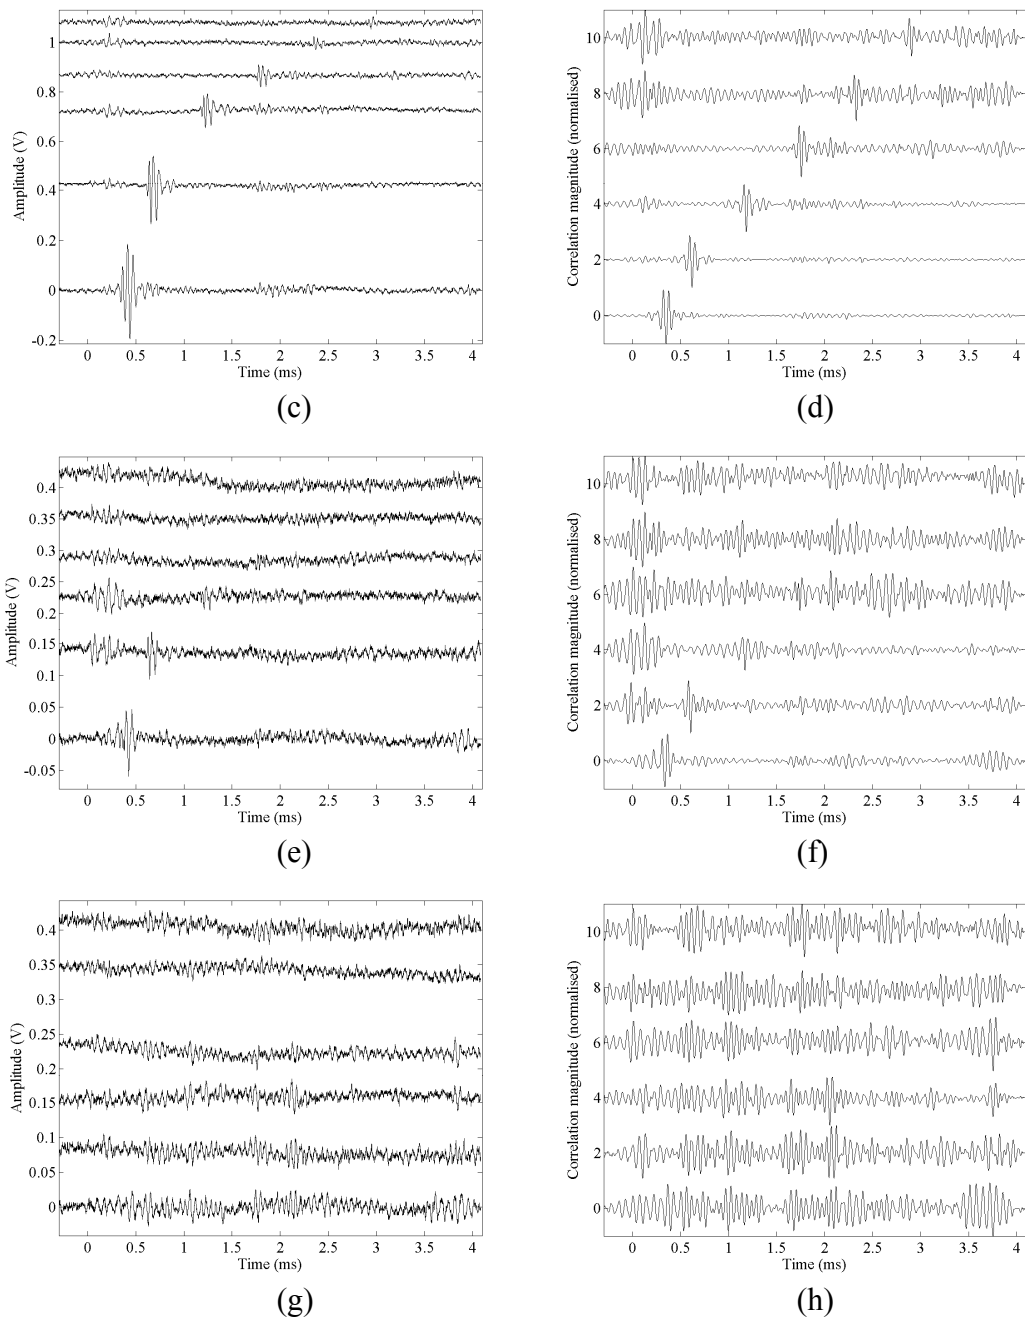 1
0.8
0.6
0.4
0.2
0
-0.2
Amplitude (V)
0 0.5 1 1.5 2 2.5 3 3.5 4
Time (ms)
(c)
10
8
6
4
2
0
Correlation magnitude (normalised)
0 0.5 1 1.5 2 2.5 3 3.5 4
Time (ms)
(d)
0.4
0.35
0.3
0.25
0.2
0.15
0.1
0.05
0
-0.05
Amplitude (V)
0 0.5 1 1.5 2 2.5 3 3.5 4
Time (ms)
(e)
10
8
6
4
2
0
Correlation magnitude (normalised)
0 0.5 1 1.5 2 2.5 3 3.5 4
Time (ms)
(f)
0.4
0.35
0.3
0.25
0.2
0.15
0.1
0.05
0
Amplitude (V)
0 0.5 1 1.5 2 2.5 3 3.5 4
Time (ms)
(g)
10
8
6
4
2
0
Correlation magnitude (normalised)
0 0.5 1 1.5 2 2.5 3 3.5 4
Time (ms)
(h)